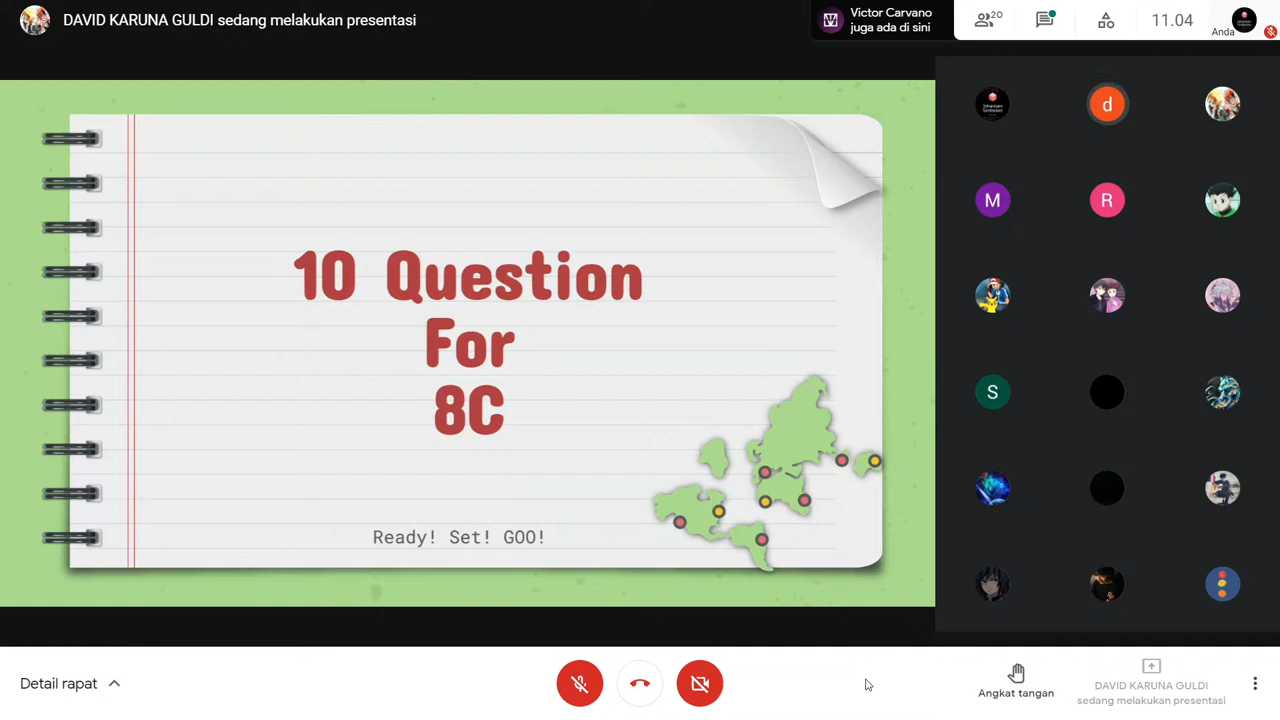 DAVID KARUNA GULDI sedang melakukan presentasi
Victor Carvano
juga ada di sini
20
11.04
Anda
d
M
R
S
10 Question
For
8C
Ready! Set! GOO!
Detail rapat
Angkat tangan
DAVID KARUNA GULDI
sedang melakukan presentasi